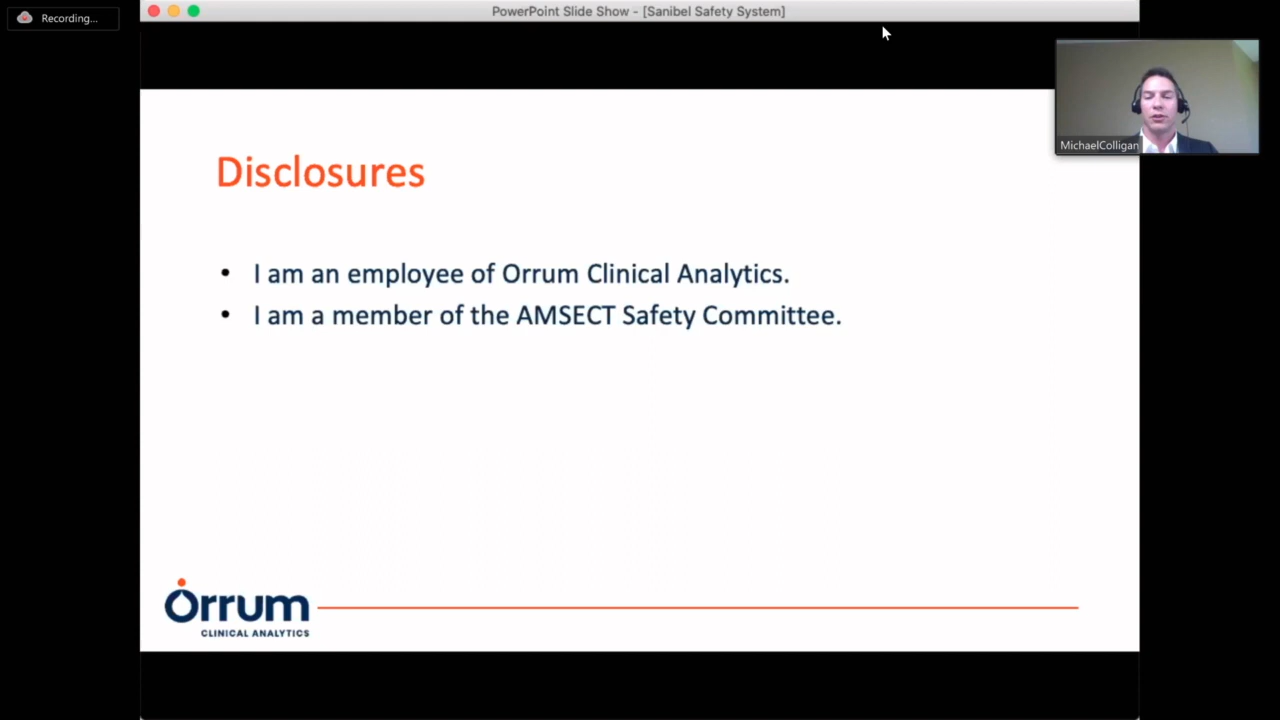 Recording...
PowerPoint Slide Show - [Sanibel Safety System]
MichaelColligan
Disclosures
• I am an employee of Orrum Clinical Analytics.
• I am a member of the AMSECT Safety Committee.
Orrum
CLINICAL ANALYTICS